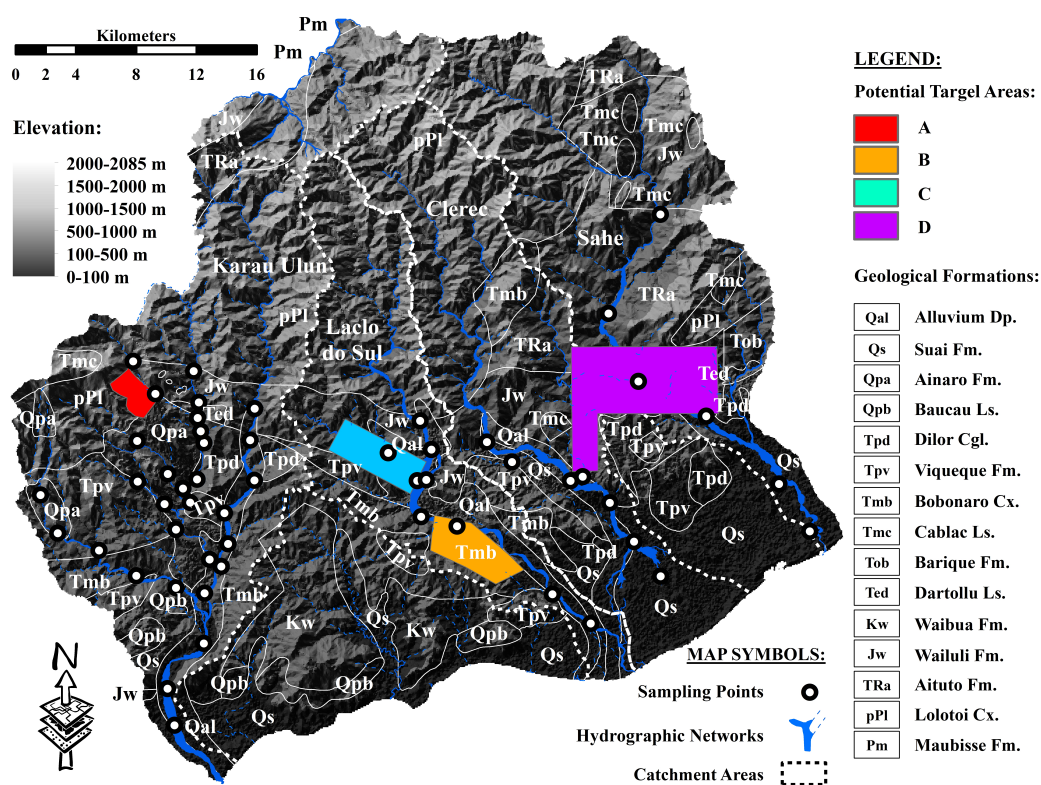 Pm
Kilometers
Pm
0 2 4 8 12 16
LEGEND:
Potential Targel Areas:
A
B
C
D
Elevation:
2000-2085 m
1500-2000 m
1000-1500 m
500-1000 m
100-500 m
0-100 m
Geological Formations:
Qal Alluvium Dp.
Qs Suai Fm.
Qpa Ainaro Fm.
Qpb Baucau Ls.
Tpd Dilor Cgl.
Tpv Viqueque Fm.
Tmb Bobonaro Cx.
Tmc Cablac Ls.
Tob Barique Fm.
Ted Dartollu Ls.
Kw Waibua Fm.
Jw Wailuli Fm.
TRa Aituto Fm.
pPl Lolotoi Cx.
Pm Maubisse Fm.
TRa
Jw
Tmc
Tmc
Tmc
pPl
TRa
Jw
Tmc
Clerec
Sahe
Karau Ulun
Tmc
Tmb
TRa
pPl
Laclo
do Sul
pPl
TRa
Tob
Tmc
Ted
pPl
Jw
Jw
Qpa
Ted
Tpd
Qpa
Jw
Tmc
Tpd
Qal
Qal
Tpv
Tpd
Tpd
Tpv
Qs
Qs
Tpv
Jw
Tpv
Tpd
Tpv
Qpa
Tpv
Tmb
Qal
Tmb
Tpv
Qs
Tmb
Tpd
Tpv
Qs
Tmb
Tpv
Qpb
Tmb
Qs
Qs
Tpv
Kw
Kw
Qpb
Qpb
Qs
Qs
Qpb
Qpb
Jw
Qs
Qal
N
MAP SYMBOLS:
Sampling Points
Hydrographic Networks
Catchment Areas